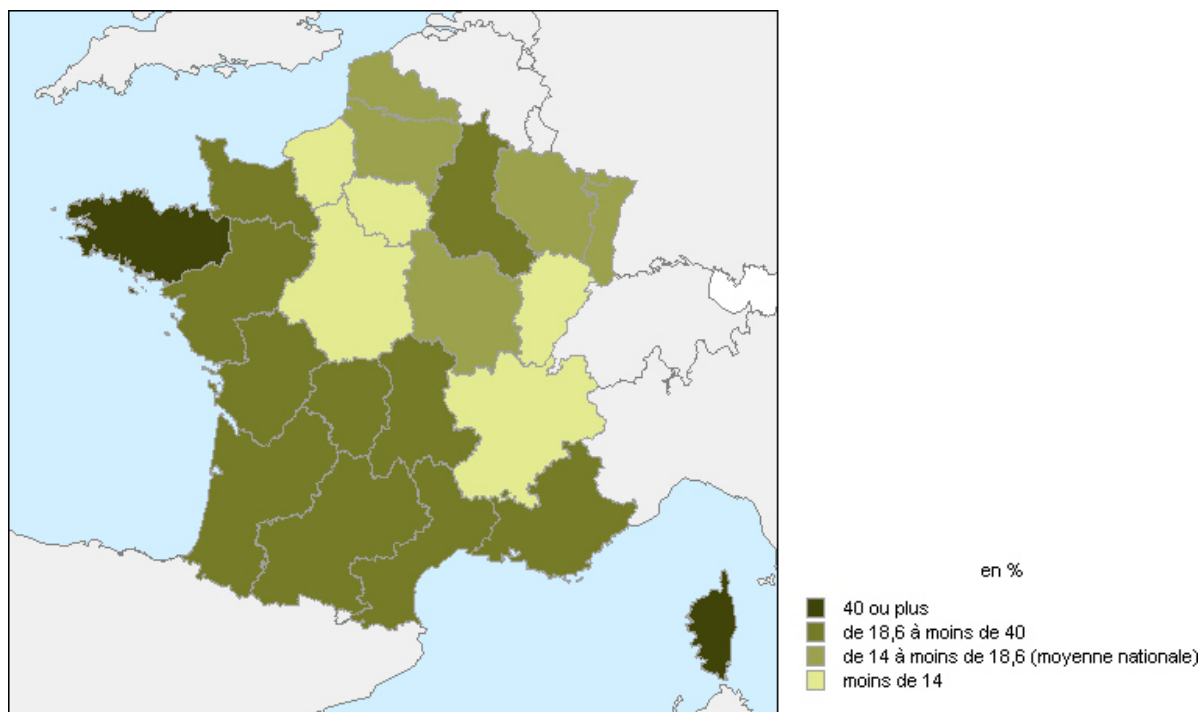 en %
40 ou plus
de 18,6 à moins de 40
de 14 à moins de 18,6 (moyenne nationale)
moins de 14